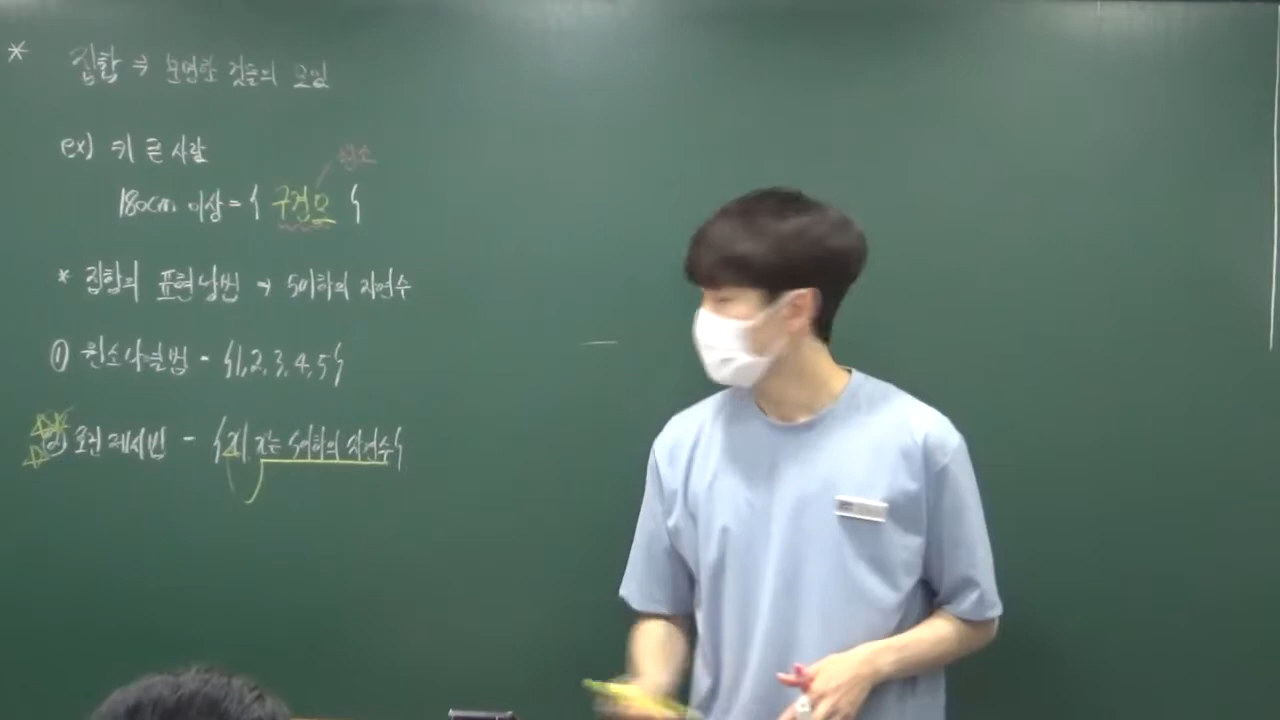 * 집합 ⇒ 분명한 것들의 모임
ex) 키 큰 사람
원소
180cm 이상 = { }
* 집합의 표현방법 → 5이하의 자연수
① 원소나열법 - {1, 2, 3, 4, 5}
② 조건제시법 - {x| x는 5이하의 자연수}